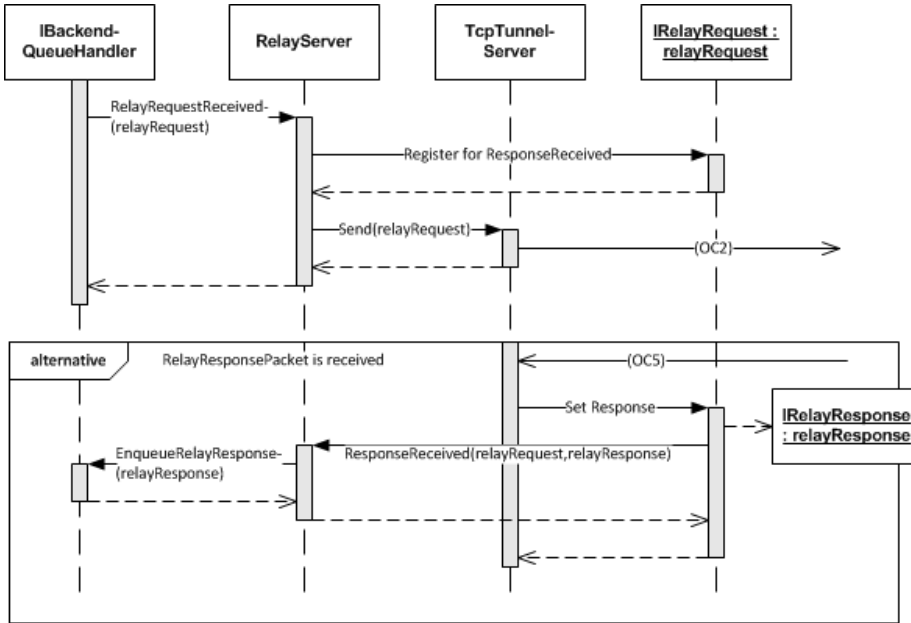 IBackend-
QueueHandler
RelayServer
TcpTunnel-
Server
IRelayRequest :
relayRequest
RelayRequestReceived-
(relayRequest)
Register for ResponseReceived
Send(relayRequest)
(OC2)
alternative
RelayResponsePacket is received
(OC5)
Set Response
IRelayResponse
: relayResponse
ResponseReceived(relayRequest,relayResponse)
EnqueueRelayResponse-
(relayResponse)